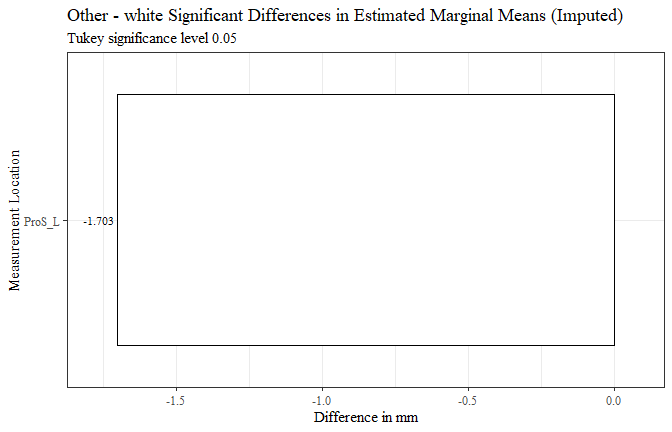 Other - white Significant Differences in Estimated Marginal Means (Imputed)
Tukey significance level 0.05
Measurement Location
ProS_L
-1.703
-1.5
-1.0
-0.5
0.0
Difference in mm